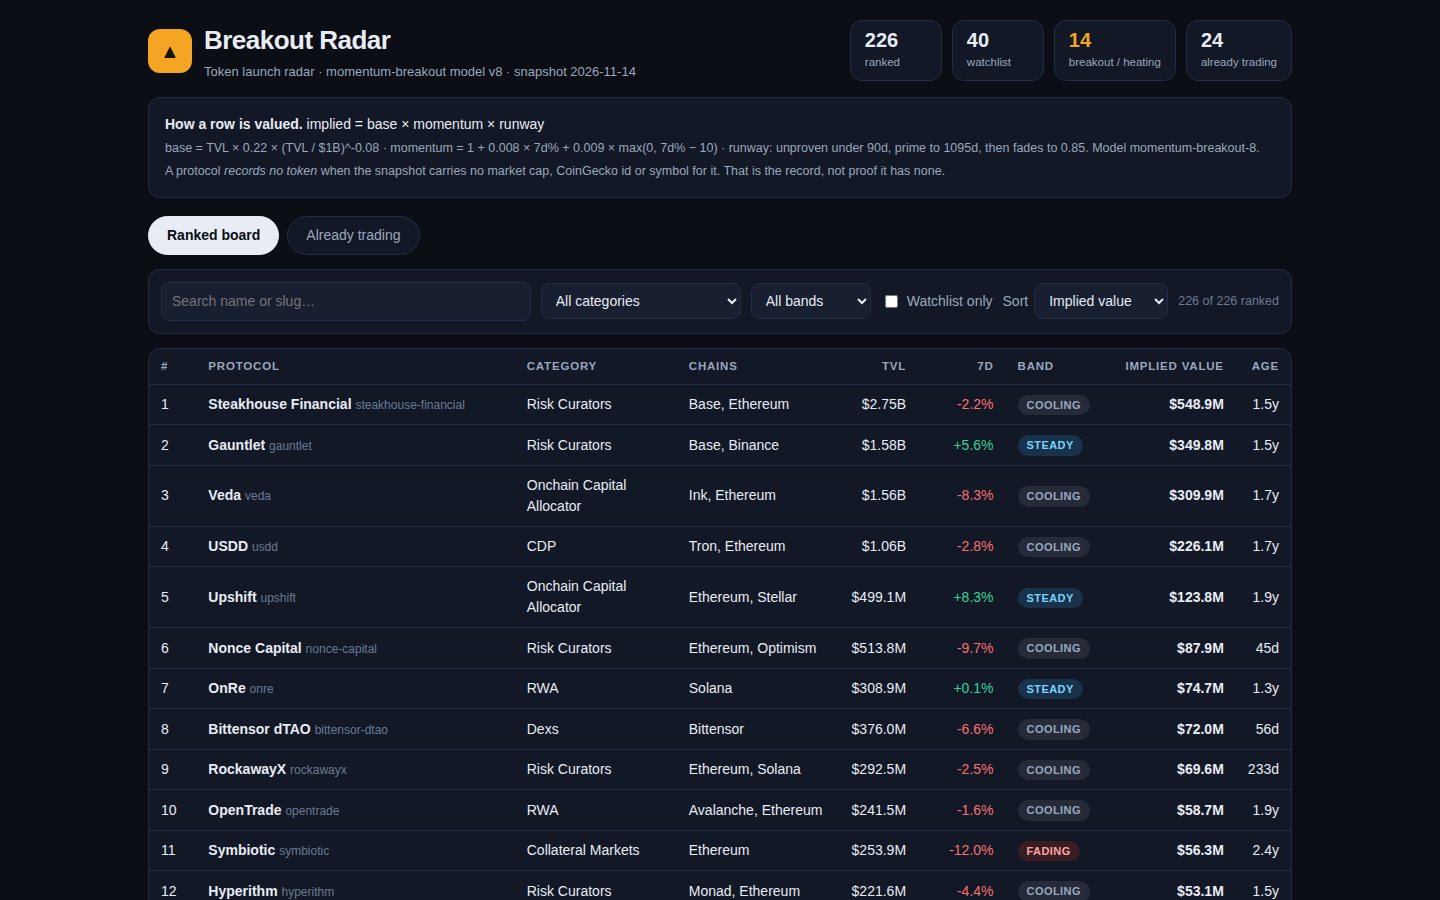 ▲
Breakout Radar
Token launch radar · momentum-breakout model v8 · snapshot 2026-11-14
226
ranked
40
watchlist
14
breakout / heating
24
already trading
How a row is valued. implied = base × momentum × runway
base = TVL × 0.22 × (TVL / $1B)^-0.08 · momentum = 1 + 0.008 × 7d% + 0.009 × max(0, 7d% − 10) · runway: unproven under 90d, prime to 1095d, then fades to 0.85. Model momentum-breakout-8.
A protocol records no token when the snapshot carries no market cap, CoinGecko id or symbol for it. That is the record, not proof it has none.
Ranked board
Already trading
Search name or slug… All categories All bands Watchlist only Sort Implied value 226 of 226 ranked
# PROTOCOL CATEGORY CHAINS TVL 7D BAND IMPLIED VALUE AGE
1 Steakhouse Financial steakhouse-financial Risk Curators Base, Ethereum $2.75B -2.2% COOLING $548.9M 1.5y
2 Gauntlet gauntlet Risk Curators Base, Binance $1.58B +5.6% STEADY $349.8M 1.5y
3 Veda veda Onchain Capital Allocator Ink, Ethereum $1.56B -8.3% COOLING $309.9M 1.7y
4 USDD usdd CDP Tron, Ethereum $1.06B -2.8% COOLING $226.1M 1.7y
5 Upshift upshift Onchain Capital Allocator Ethereum, Stellar $499.1M +8.3% STEADY $123.8M 1.9y
6 Nonce Capital nonce-capital Risk Curators Ethereum, Optimism $513.8M -9.7% COOLING $87.9M 45d
7 OnRe onre RWA Solana $308.9M +0.1% STEADY $74.7M 1.3y
8 Bittensor dTAO bittensor-dtao Dexs Bittensor $376.0M -6.6% COOLING $72.0M 56d
9 RockawayX rockawayx Risk Curators Ethereum, Solana $292.5M -2.5% COOLING $69.6M 233d
10 OpenTrade opentrade RWA Avalanche, Ethereum $241.5M -1.6% COOLING $58.7M 1.9y
11 Symbiotic symbiotic Collateral Markets Ethereum $253.9M -12.0% FADING $56.3M 2.4y
12 Hyperithm hyperithm Risk Curators Monad, Ethereum $221.6M -4.4% COOLING $53.1M 1.5y